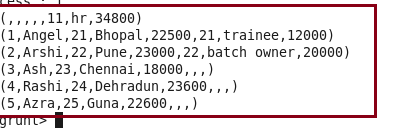 (,,,,,11,hr,34800)
(1,Angel,21,Bhopal,22500,21,trainee,12000)
(2,Arshi,22,Pune,23000,22,batch owner,20000)
(3,Ash,23,Chennai,18000,,,)
(4,Rashi,24,Dehradun,23600,,,)
(5,Azra,25,Guna,22600,,,)
grunt>